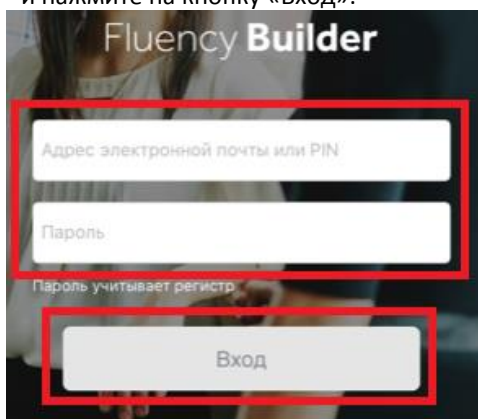 и нажмите на кнопку «Вход».
Fluency Builder
Адрес электронной почты или PIN
Пароль
Пароль учитывает регистр
Вход